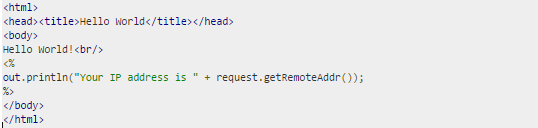 <html>
<head><title>Hello World</title></head>
<body>
Hello World!<br/>
<%
out.println("Your IP address is " + request.getRemoteAddr());
%>
</body>
</html>